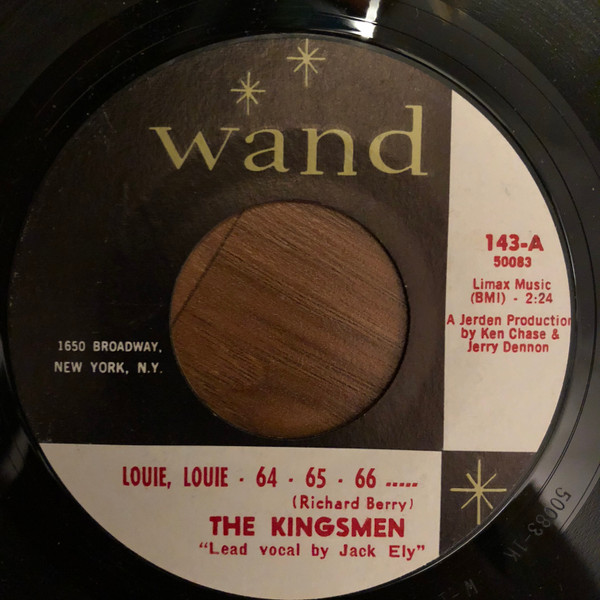 wand
143-A
50083
Limax Music
(BMI) - 2:24
A Jerden Production
by Ken Chase &
Jerry Dennon
1650 BROADWAY,
NEW YORK, N.Y.
LOUIE, LOUIE · 64 · 65 · 66 .....
(Richard Berry)
THE KINGSMEN
"Lead vocal by Jack Ely"
50083-1K